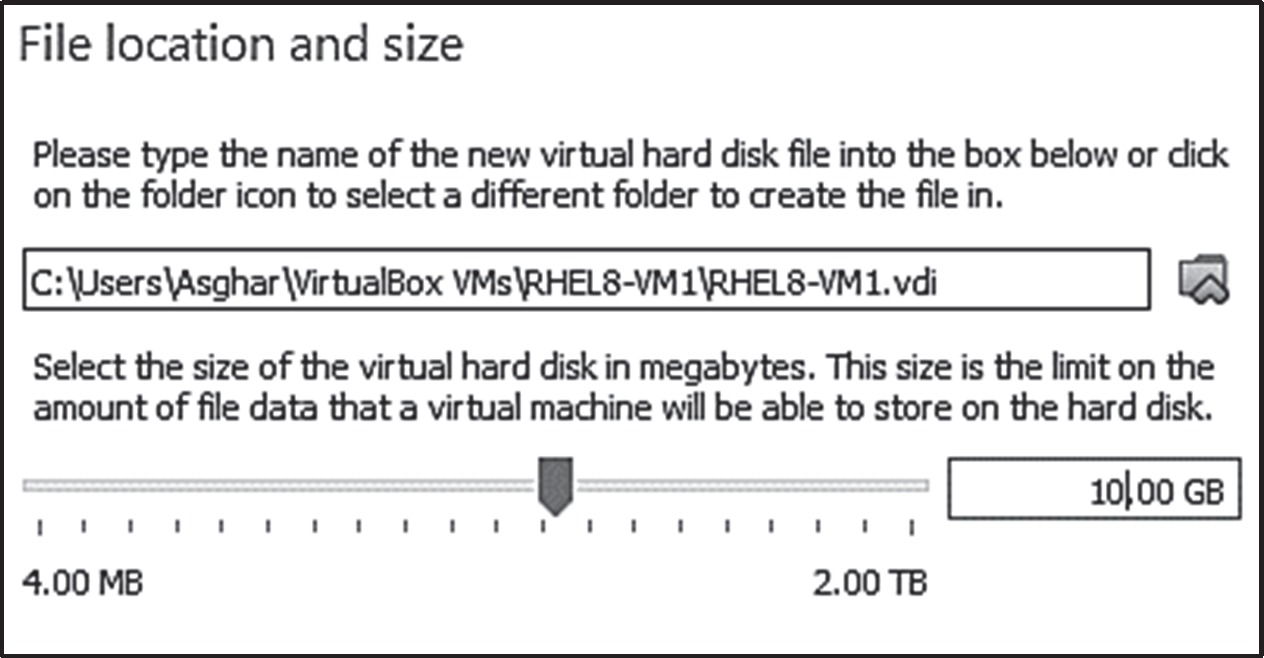 File location and size
Please type the name of the new virtual hard disk file into the box below or click
on the folder icon to select a different folder to create the file in.
C:\Users\Asghar\VirtualBox VMs\RHEL8-VM1\RHEL8-VM1.vdi
Select the size of the virtual hard disk in megabytes. This size is the limit on the
amount of file data that a virtual machine will be able to store on the hard disk.
10.00 GB
4.00 MB 2.00 TB